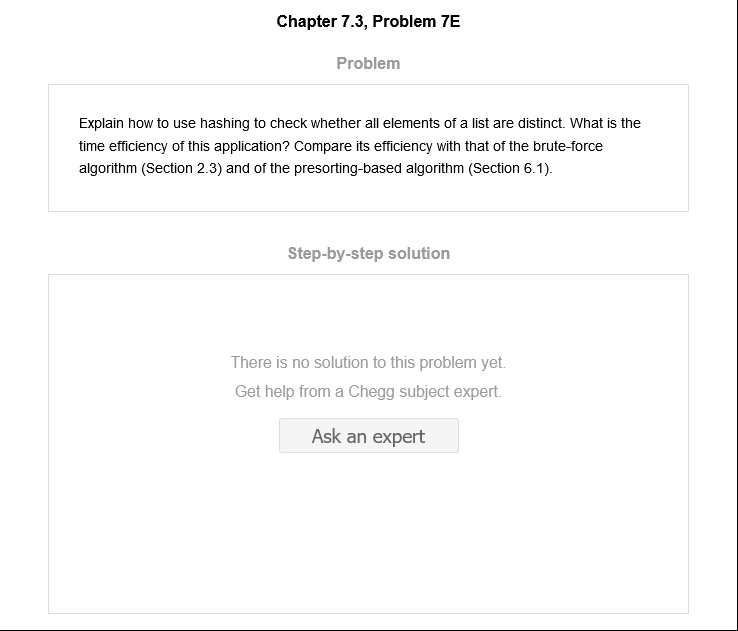 Chapter 7.3, Problem 7E
Problem
Explain how to use hashing to check whether all elements of a list are distinct. What is the
time efficiency of this application? Compare its efficiency with that of the brute-force
algorithm (Section 2.3) and of the presorting-based algorithm (Section 6.1).
Step-by-step solution
There is no solution to this problem yet.
Get help from a Chegg subject expert.
Ask an expert